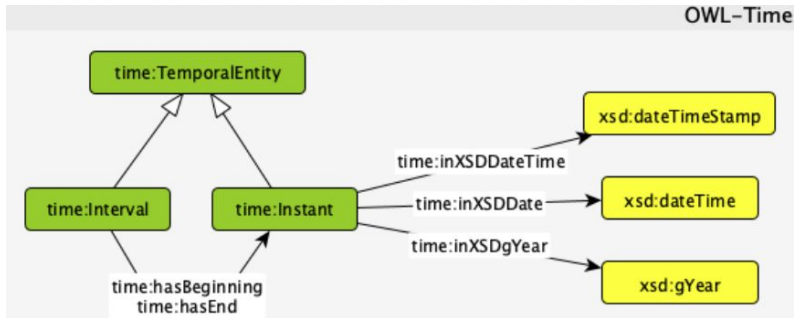 OWL-Time
time:TemporalEntity
xsd:dateTimeStamp
time:inXSDDateTime
time:Interval
time:Instant
time:inXSDDate
xsd:dateTime
time:inXSDgYear
time:hasBeginning
time:hasEnd
xsd:gYear